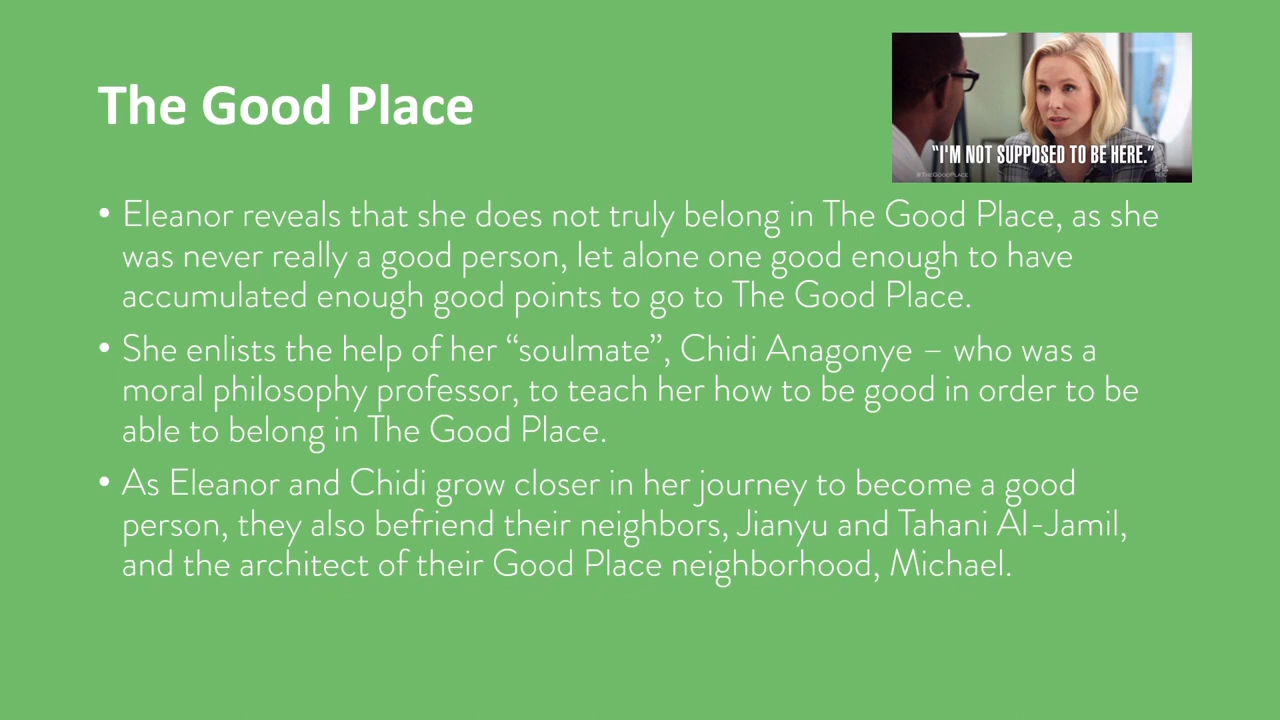 The Good Place
“I'M NOT SUPPOSED TO BE HERE.”
@THEGOODPLACE
NBC
• Eleanor reveals that she does not truly belong in The Good Place, as she
was never really a good person, let alone one good enough to have
accumulated enough good points to go to The Good Place.
• She enlists the help of her “soulmate”, Chidi Anagonye – who was a
moral philosophy professor, to teach her how to be good in order to be
able to belong in The Good Place.
• As Eleanor and Chidi grow closer in her journey to become a good
person, they also befriend their neighbors, Jianyu and Tahani Al-Jamil,
and the architect of their Good Place neighborhood, Michael.